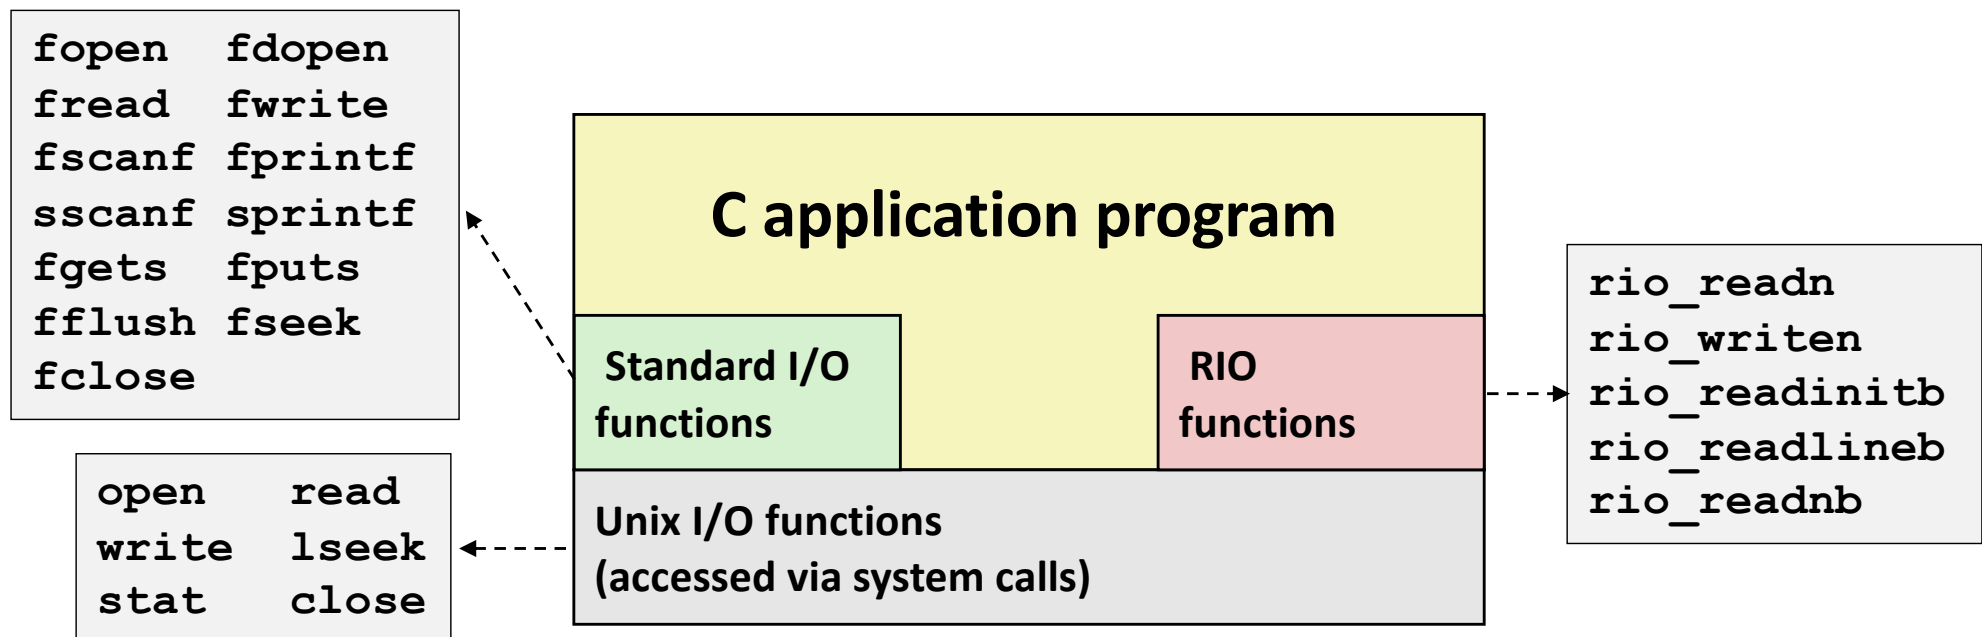 fopen fdopen
fread fwrite
fscanf fprintf
sscanf sprintf
fgets fputs
fflush fseek
fclose
C application program
Standard I/O
functions
RIO
functions
rio_readn
rio_writen
rio_readinitb
rio_readlineb
rio_readnb
open read
write lseek
stat close
Unix I/O functions
(accessed via system calls)